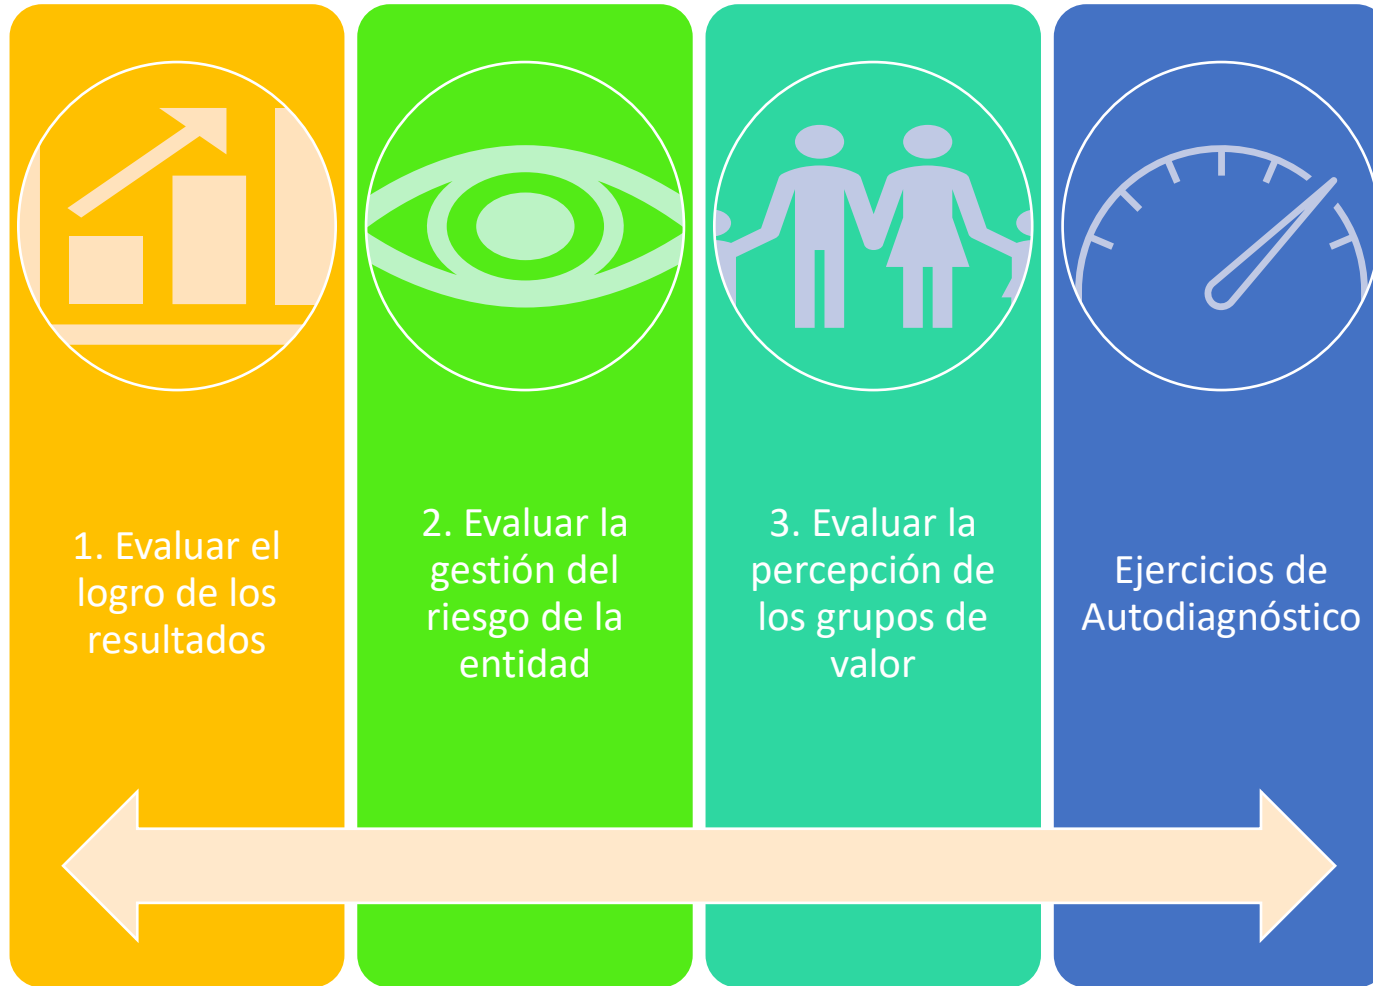 1. Evaluar el
logro de los
resultados
2. Evaluar la
gestión del
riesgo de la
entidad
3. Evaluar la
percepción de
los grupos de
valor
Ejercicios de
Autodiagnóstico